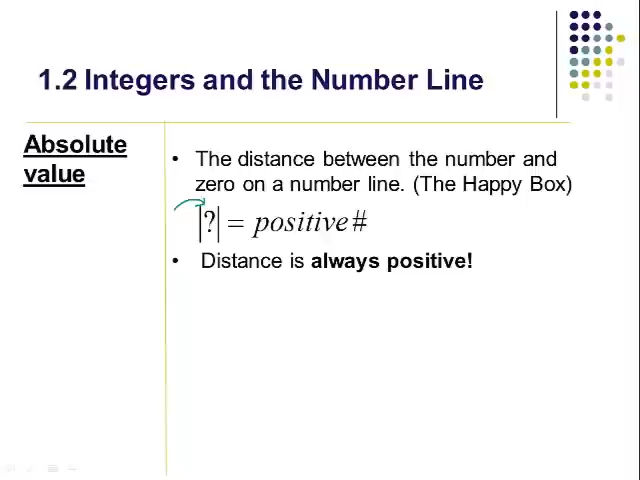 1.2 Integers and the Number Line
Absolute
value
• The distance between the number and
zero on a number line. (The Happy Box)
|?| = positive#
• Distance is always positive!